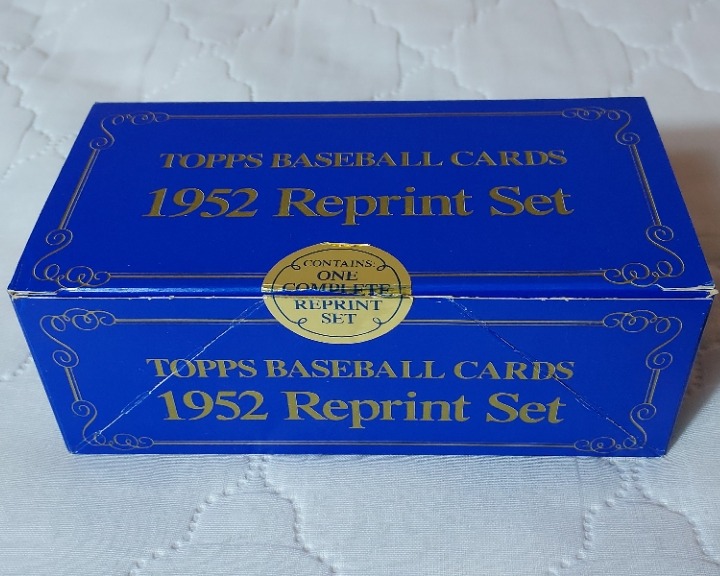 TOPPS BASEBALL CARDS
1952 Reprint Set
CONTAINS:
ONE
COMPLETE
REPRINT
SET
TOPPS BASEBALL CARDS
1952 Reprint Set